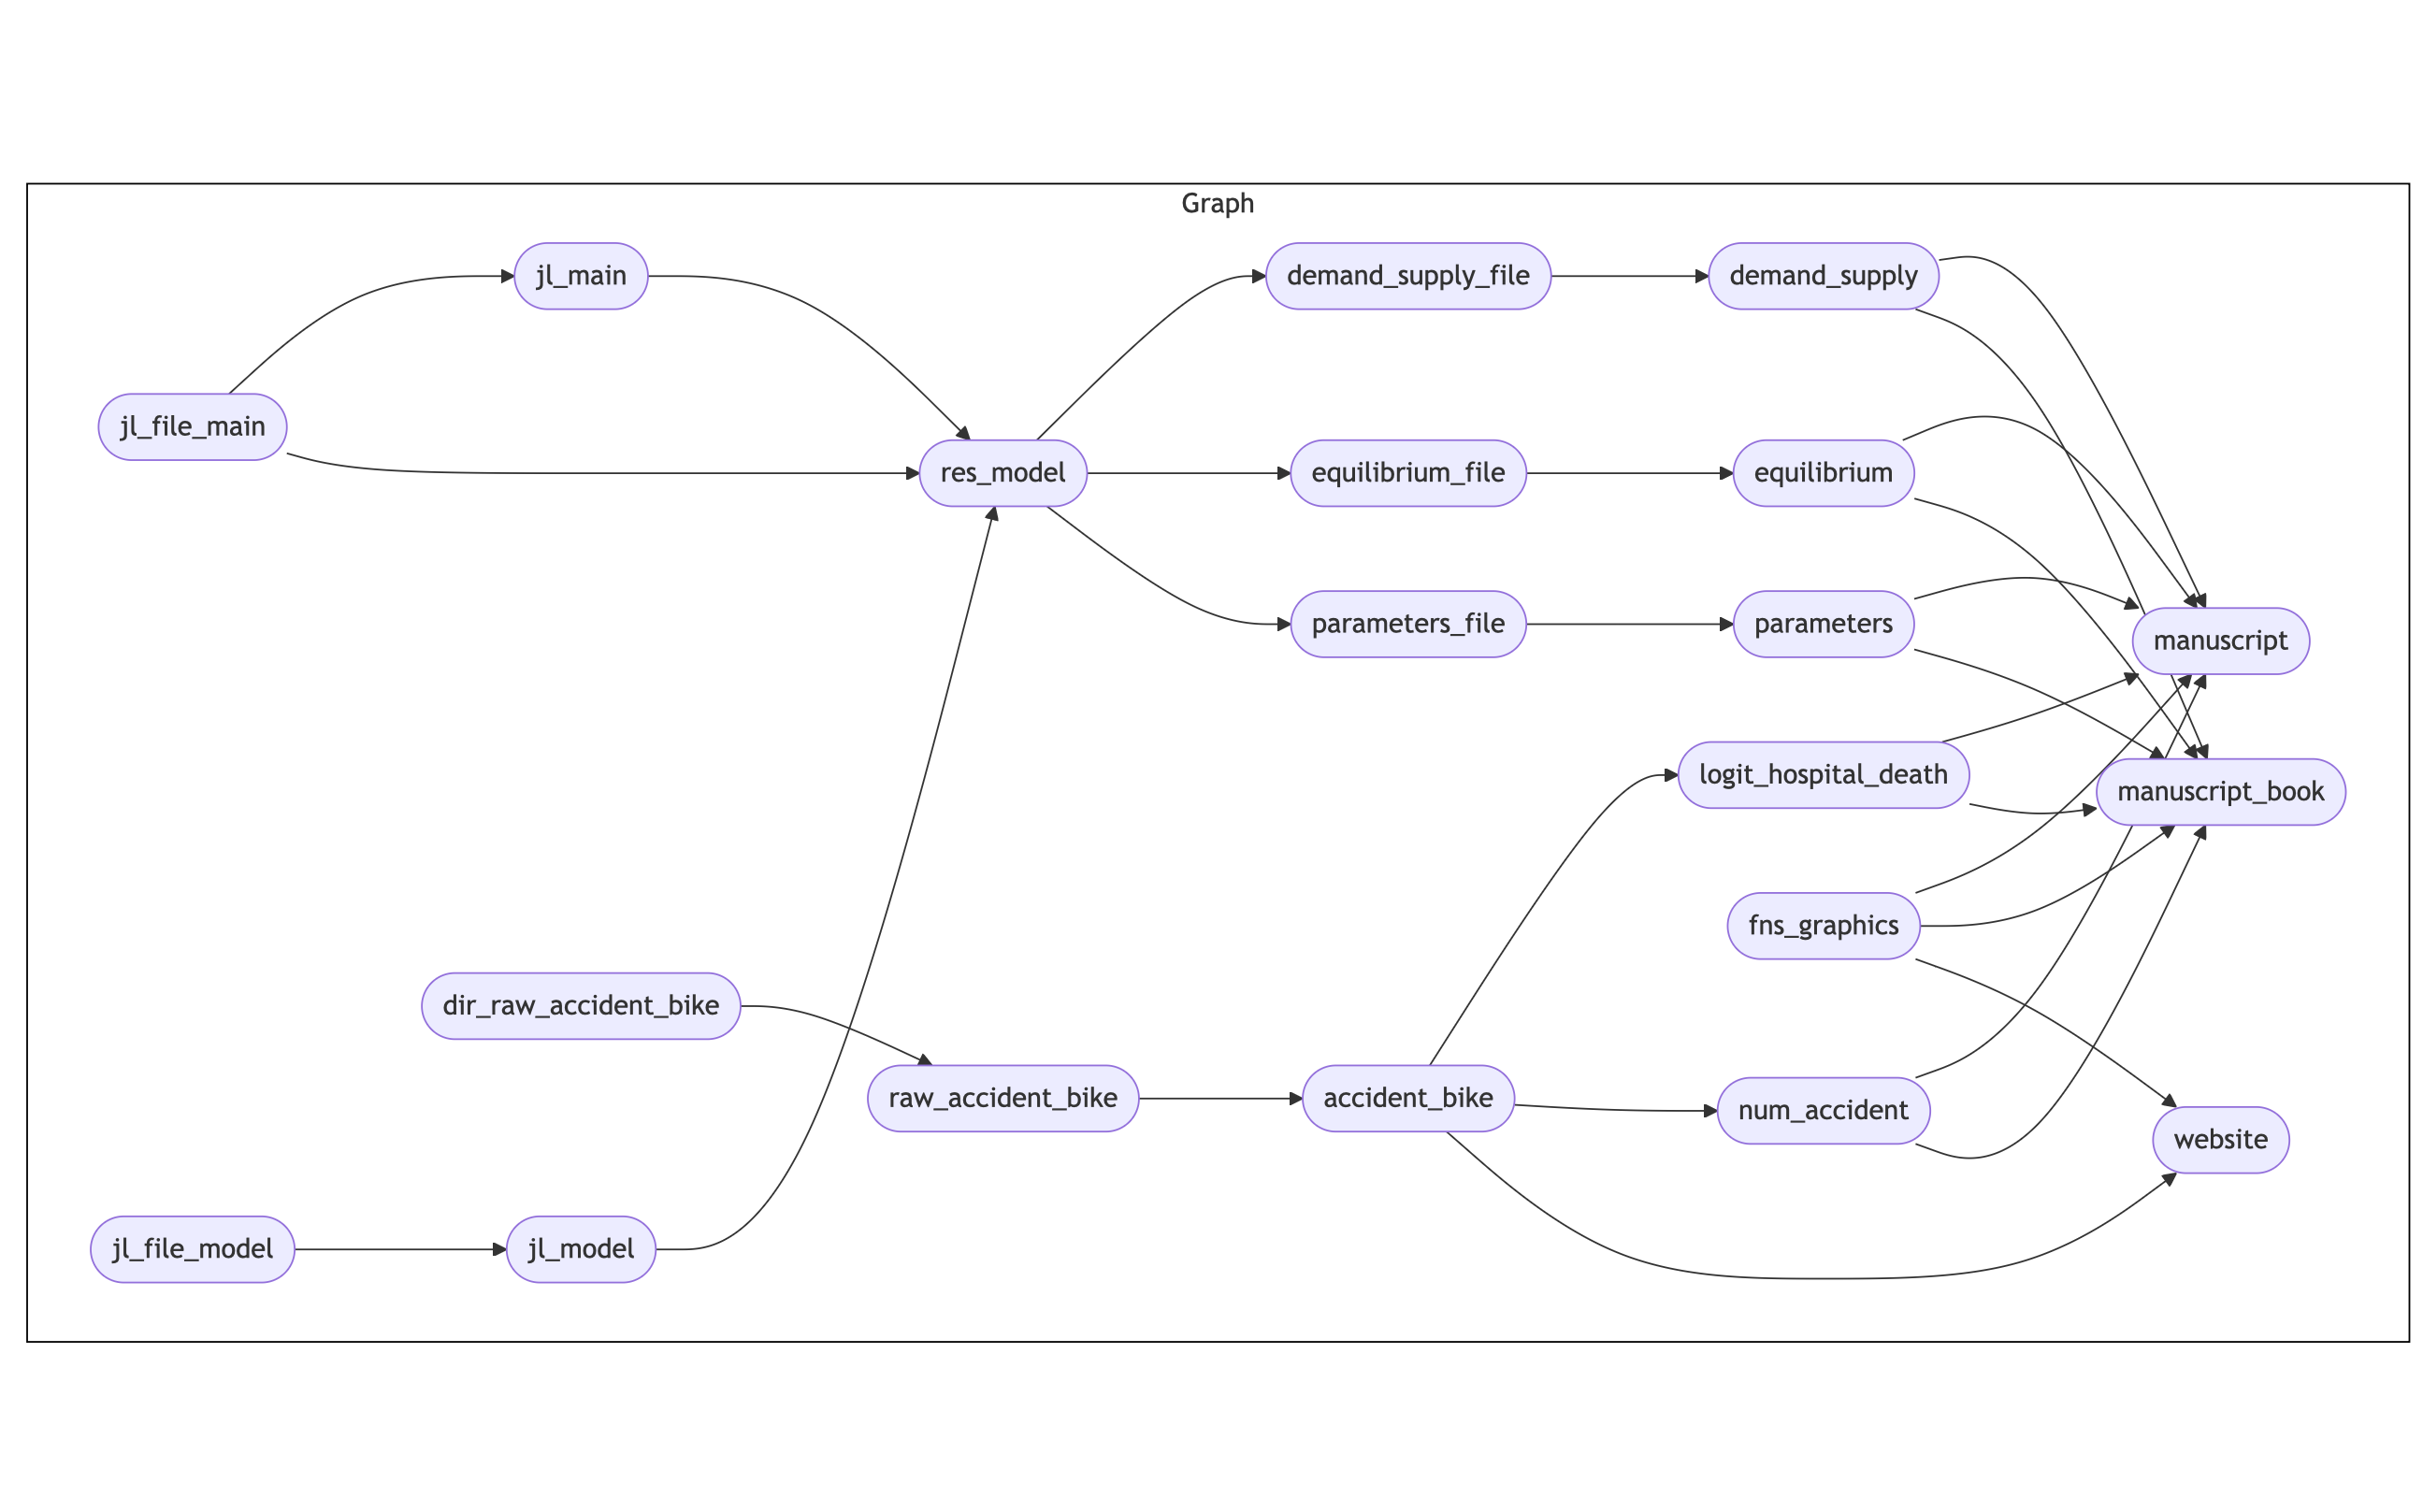 Graph
jl_main
demand_supply_file
demand_supply
jl_file_main
res_model
equilibrium_file
equilibrium
parameters_file
parameters
manuscript
logit_hospital_death
manuscript_book
fns_graphics
dir_raw_accident_bike
raw_accident_bike
accident_bike
num_accident
website
jl_file_model
jl_model